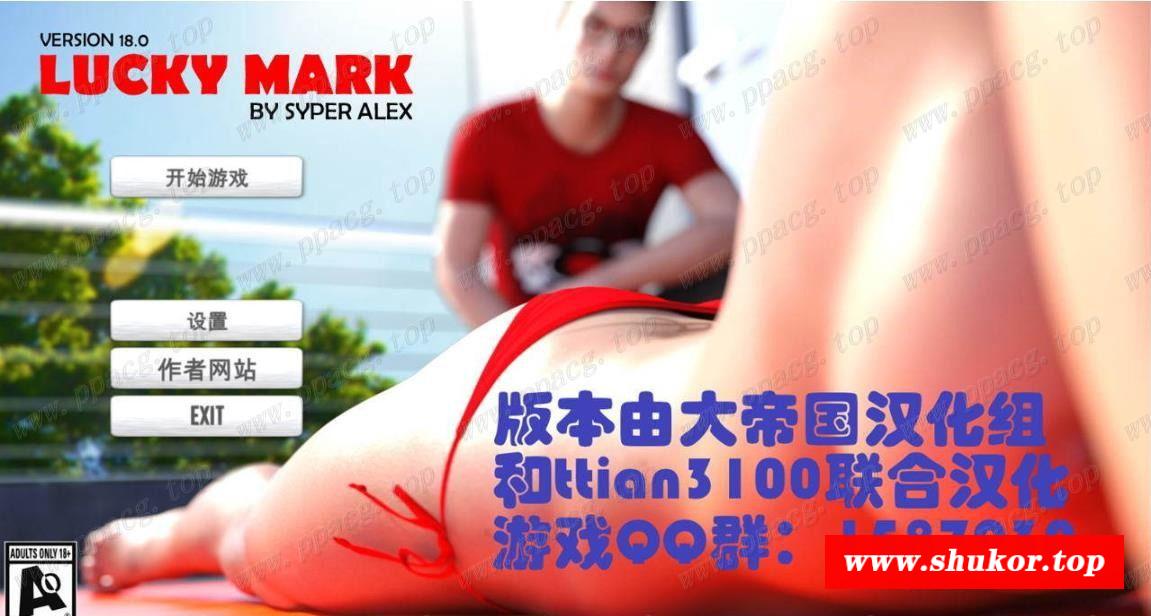 VERSION 18.0
LUCKY MARK
BY SYPER ALEX
开始游戏
设置
作者网站
EXIT
版本由大帝国汉化组
和ttian3100联合汉化
游戏QQ群：
www.shukor.top
ADULTS ONLY 18+
AO
www.ppacg.top